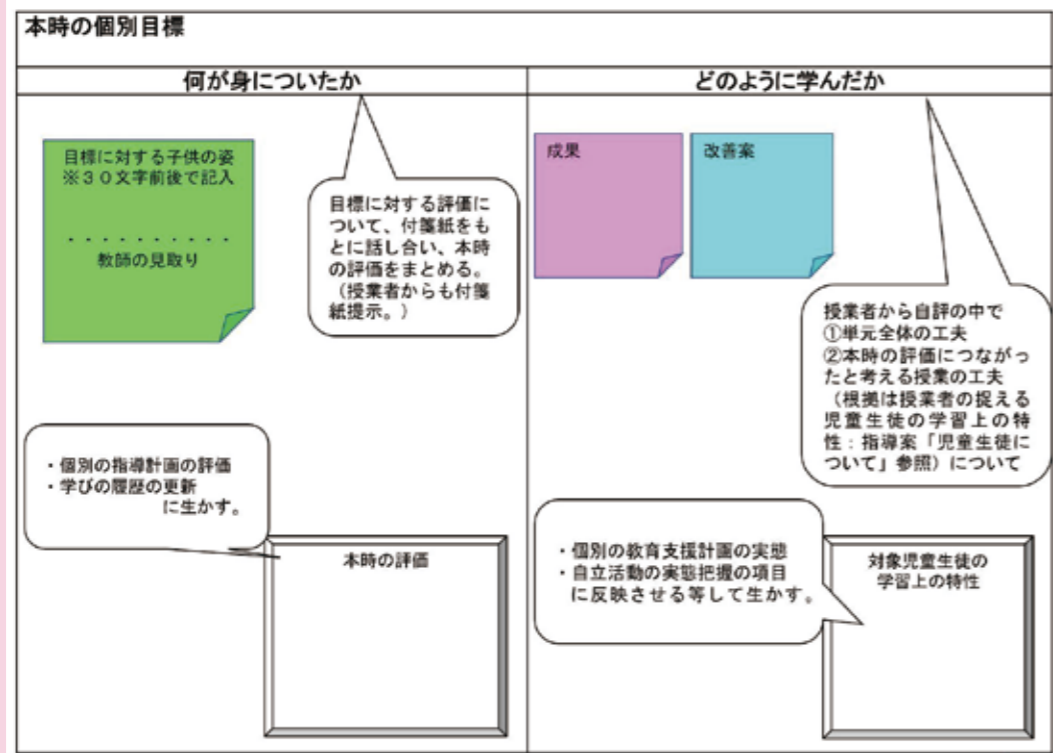 本時の個別目標
何が身についたか
どのように学んだか
目標に対する子供の姿
※３０文字前後で記入
・・・・・・・・・・
教師の見取り
目標に対する評価に
ついて、付箋紙をも
とに話し合い、本時
の評価をまとめる。
（授業者からも付箋
紙提示。）
・個別の指導計画の評価
・学びの履歴の更新
に生かす。
本時の評価
成果
改善案
授業者から自評の中で
①単元全体の工夫
②本時の評価につながっ
たと考える授業の工夫
（根拠は授業者の捉える
児童生徒の学習上の特
性：指導案「児童生徒に
ついて」参照）について
・個別の教育支援計画の実態
・自立活動の実態把握の項目
に反映させる等して生かす。
対象児童生徒の
学習上の特性